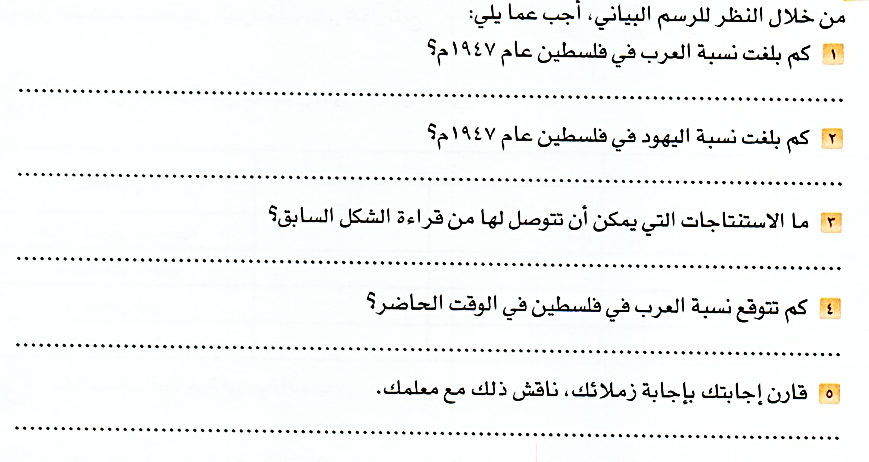 من خلال النظر للرسم البياني، أجب عما يلي:
١ كم بلغت نسبة العرب في فلسطين عام ١٩٤٧م؟
٢ كم بلغت نسبة اليهود في فلسطين عام ١٩٤٧م؟
٣ ما الاستنتاجات التي يمكن أن تتوصل لها من قراءة الشكل السابق؟
٤ كم تتوقع نسبة العرب في فلسطين في الوقت الحاضر؟
٥ قارن إجابتك بإجابة زملائك، ناقش ذلك مع معلمك.